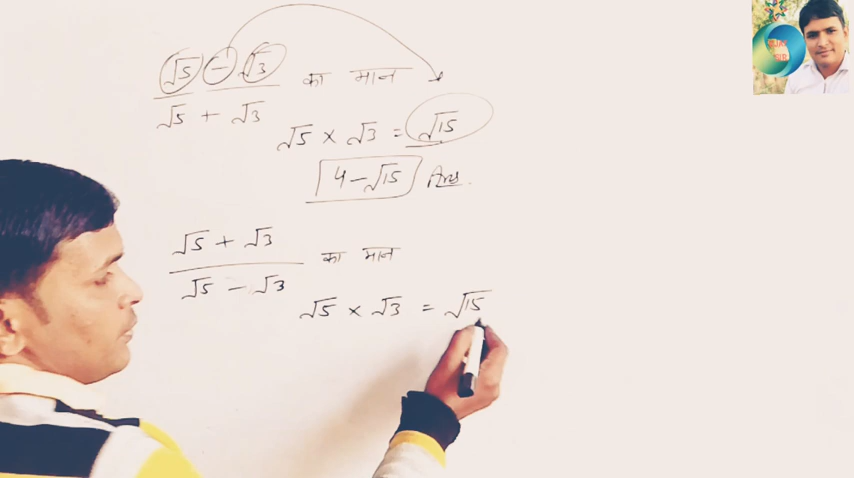 √5 - √3
√5 + √3
का मान
√5 × √3 = √15
4 - √15 Ans.
√5 + √3
√5 - √3
का मान
√5 × √3 = √15